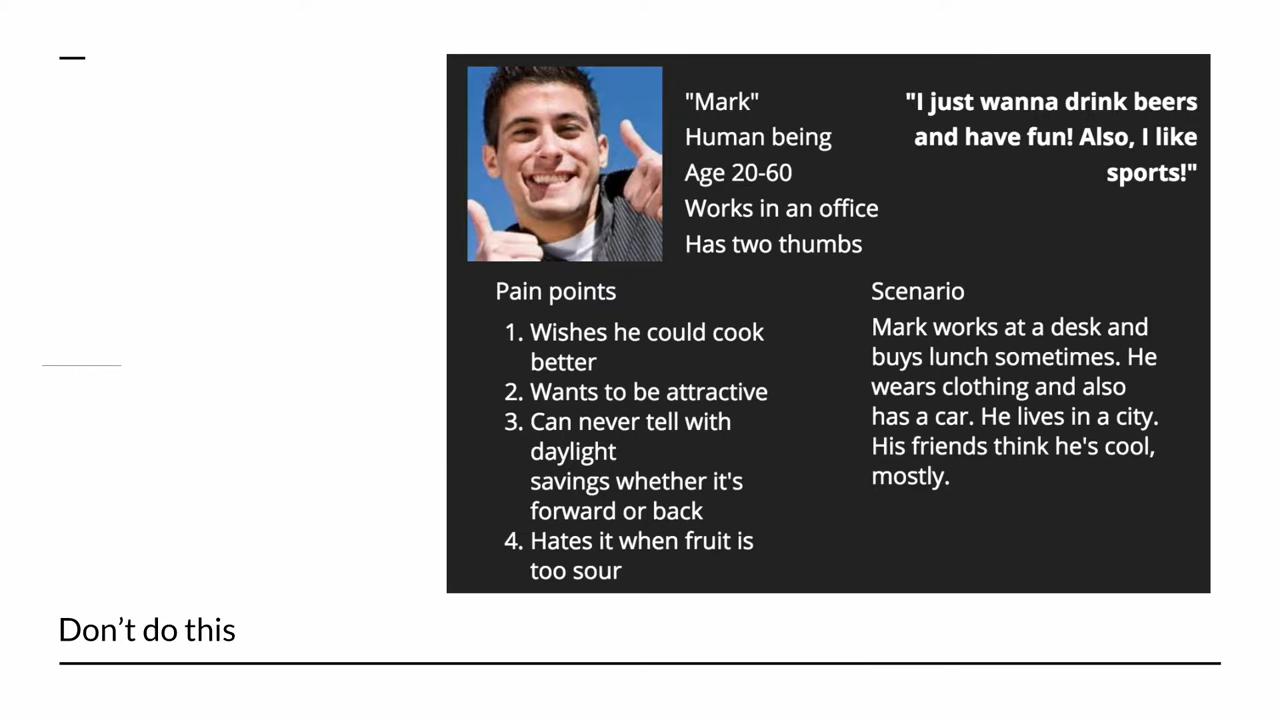 "Mark"
Human being
Age 20-60
Works in an office
Has two thumbs
"I just wanna drink beers
and have fun! Also, I like
sports!"
Pain points
1. Wishes he could cook
better
2. Wants to be attractive
3. Can never tell with
daylight
savings whether it's
forward or back
4. Hates it when fruit is
too sour
Scenario
Mark works at a desk and
buys lunch sometimes. He
wears clothing and also
has a car. He lives in a city.
His friends think he's cool,
mostly.
Don't do this